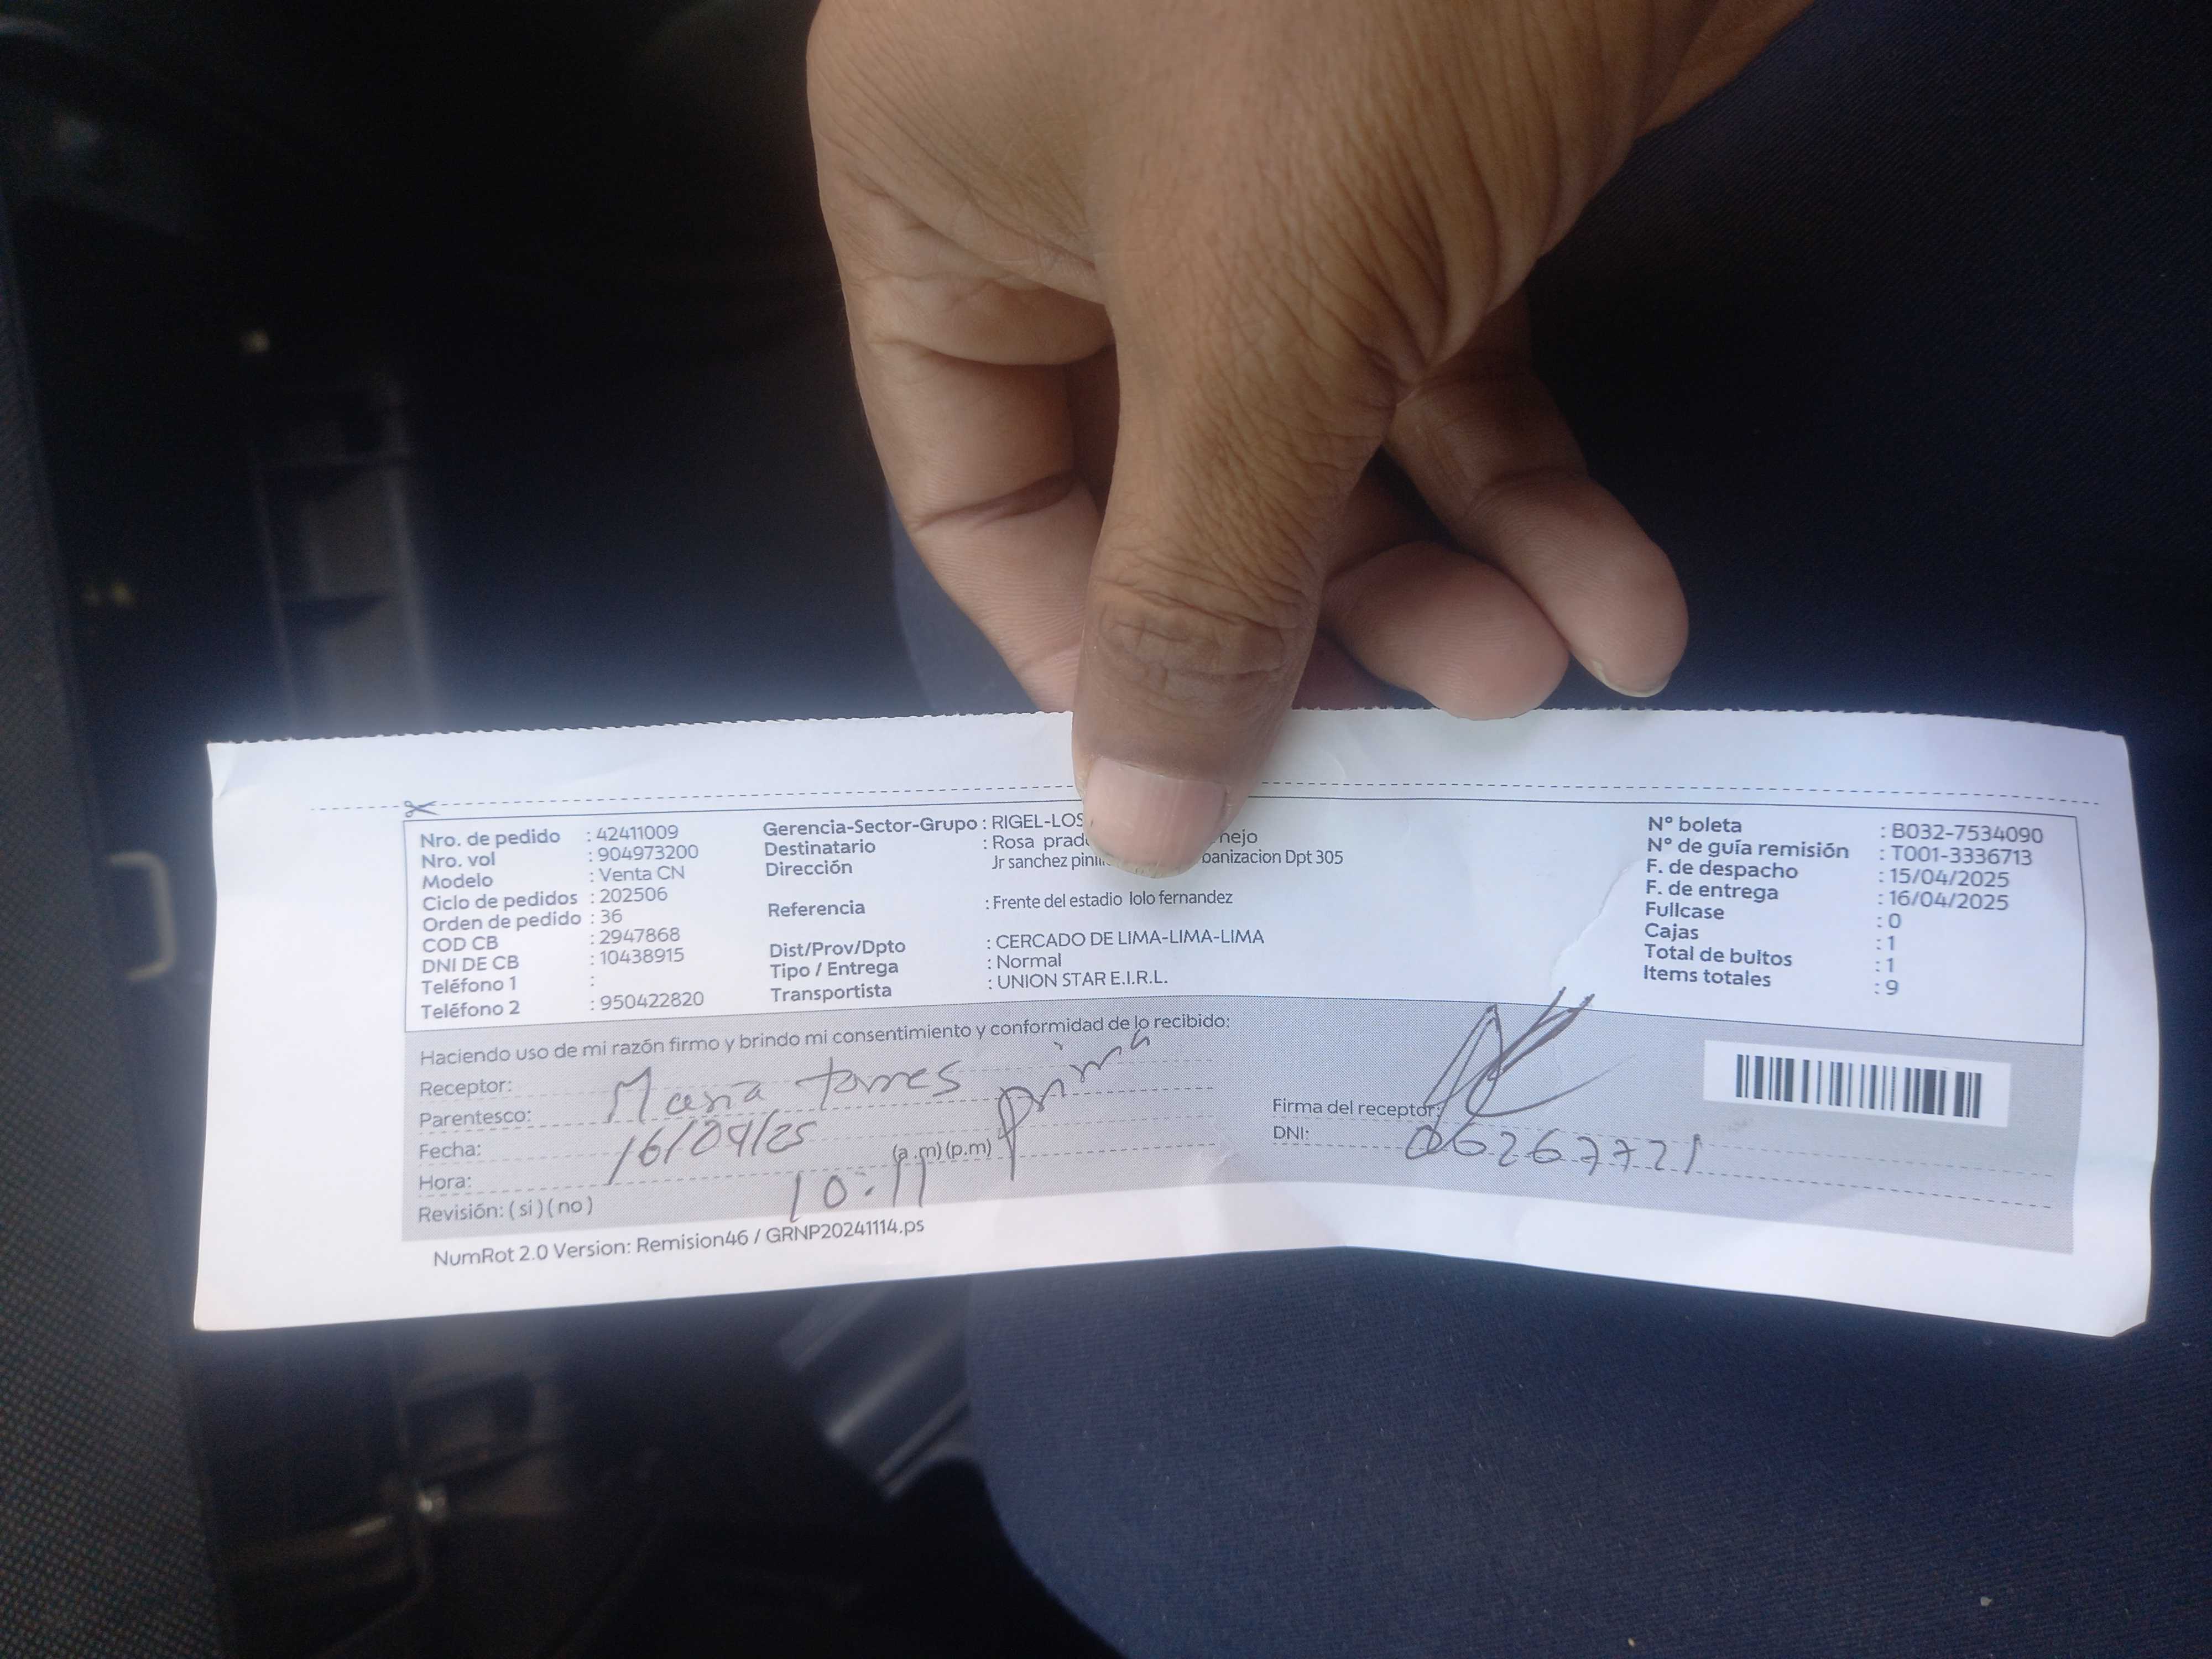 Nro. de pedido : 42411009
Nro. vol : 904973200
Modelo : Venta CN
Ciclo de pedidos : 202506
Orden de pedido : 36
COD CB : 2947868
DNI DE CB : 10438915
Teléfono 1 :
Teléfono 2 : 950422820
Gerencia-Sector-Grupo : RIGEL-LOS
Destinatario : Rosa
Dirección Jr sanchez Dpt 305
Referencia : Frente del estadio lolo fernandez
Dist/Prov/Dpto : CERCADO DE LIMA-LIMA-LIMA
Tipo / Entrega : Normal
Transportista : UNION STAR E.I.R.L.
N° boleta : B032-7534090
N° de guía remisión : T001-3336713
F. de despacho : 15/04/2025
F. de entrega : 16/04/2025
Fullcase : 0
Cajas : 1
Total de bultos : 1
Items totales : 9
Haciendo uso de mi razón firmo y brindo mi consentimiento y conformidad de lo recibido:
Receptor: Maria torres
Parentesco: prima
Fecha: 16/04/25
Hora: 10:11 (a.m) (p.m)
Revisión: ( si ) ( no )
Firma del receptor:
DNI: 06267721
NumRot 2.0 Version: Remision46 / GRNP20241114.ps